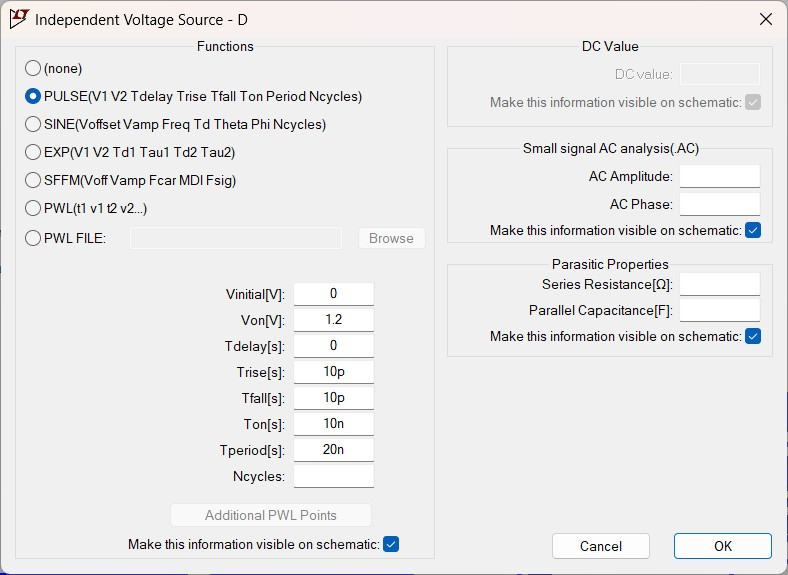 Independent Voltage Source - D
Functions
(none)
PULSE(V1 V2 Tdelay Trise Tfall Ton Period Ncycles)
SINE(Voffset Vamp Freq Td Theta Phi Ncycles)
EXP(V1 V2 Td1 Tau1 Td2 Tau2)
SFFM(Voff Vamp Fcar MDI Fsig)
PWL(t1 v1 t2 v2...)
PWL FILE: Browse
Vinitial[V]: 0
Von[V]: 1.2
Tdelay[s]: 0
Trise[s]: 10p
Tfall[s]: 10p
Ton[s]: 10n
Tperiod[s]: 20n
Ncycles:
Additional PWL Points
Make this information visible on schematic:
DC Value
DC value:
Make this information visible on schematic:
Small signal AC analysis(.AC)
AC Amplitude:
AC Phase:
Make this information visible on schematic:
Parasitic Properties
Series Resistance[Ω]:
Parallel Capacitance[F]:
Make this information visible on schematic:
Cancel OK